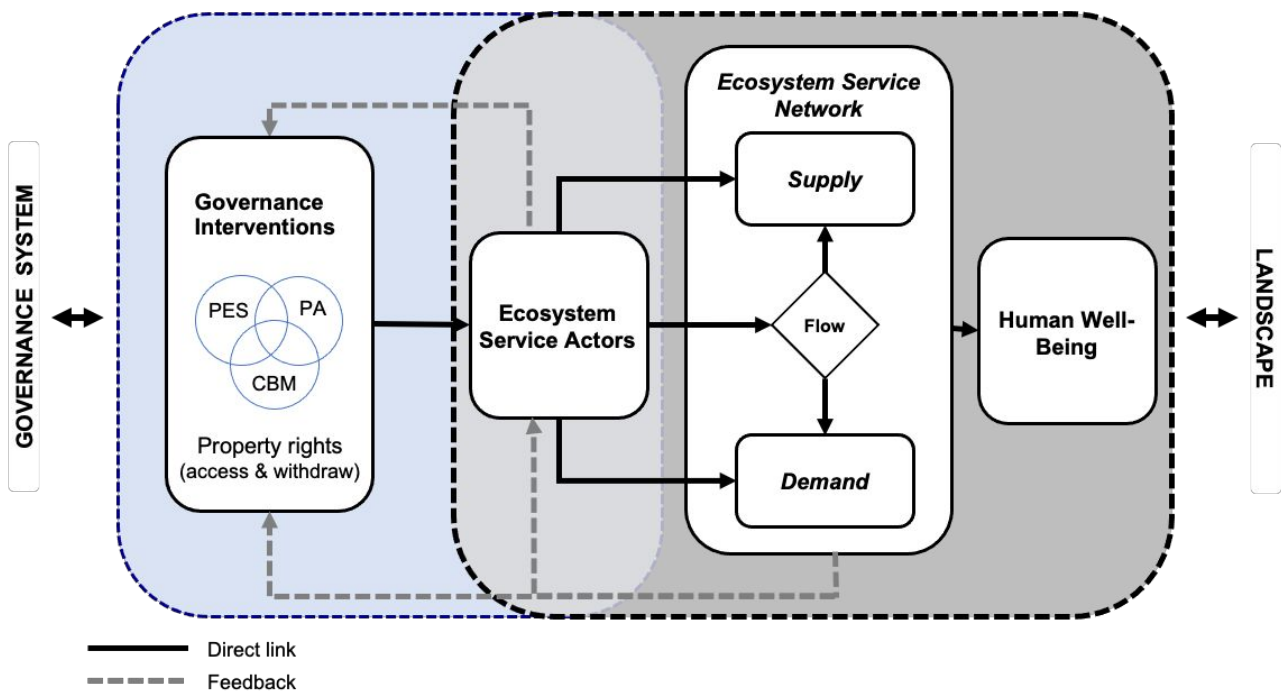 GOVERNANCE SYSTEM
Governance
Interventions
PES
PA
CBM
Property rights
(access & withdraw)
Ecosystem
Service Actors
Ecosystem Service
Network
Supply
Flow
Demand
Human Well-
Being
LANDSCAPE
Direct link
Feedback